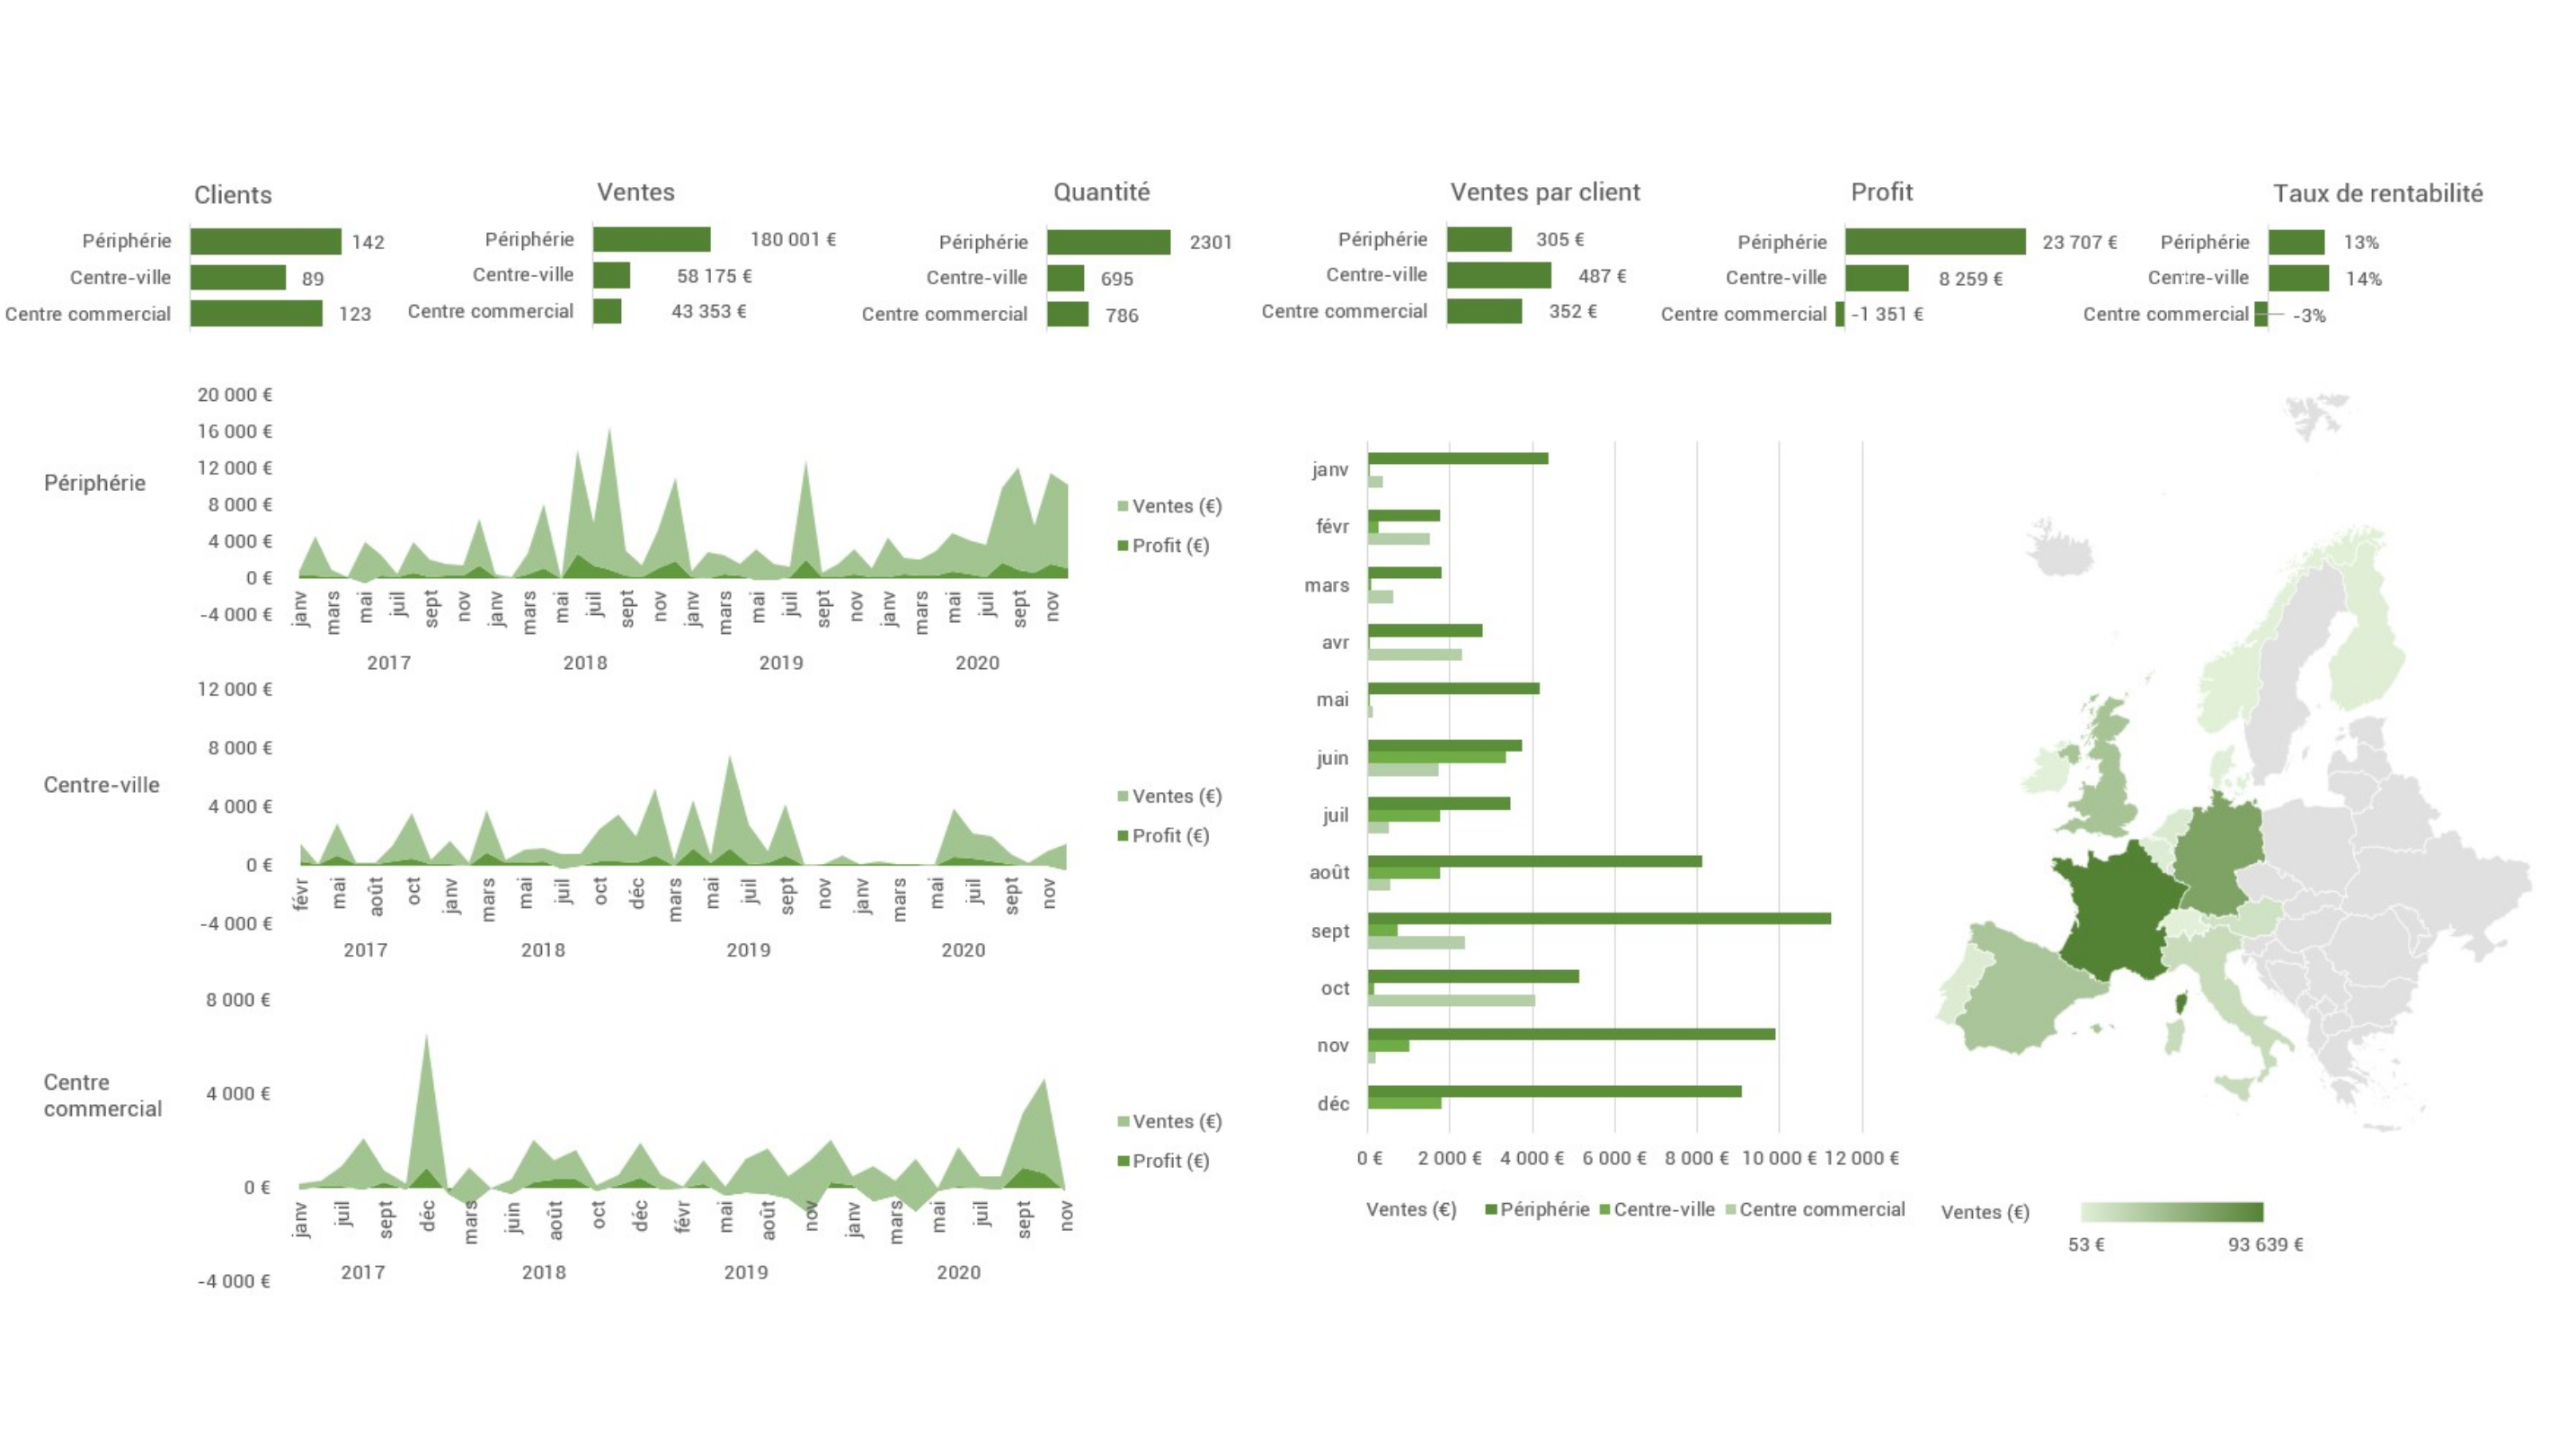 Clients
Périphérie 142
Centre-ville 89
Centre commercial 123
Ventes
Périphérie 180 001 €
Centre-ville 58 175 €
Centre commercial 43 353 €
Quantité
Périphérie 2301
Centre-ville 695
Centre commercial 786
Ventes par client
Périphérie 305 €
Centre-ville 487 €
Centre commercial 352 €
Profit
Périphérie 23 707 €
Centre-ville 8 259 €
Centre commercial -1 351 €
Taux de rentabilité
Périphérie 13%
Centre-ville 14%
Centre commercial -3%
Périphérie
20 000 €
16 000 €
12 000 €
8 000 €
4 000 €
0 €
-4 000 €
janv mars mai juil sept nov janv mars mai juil sept nov janv mars mai juil sept nov janv mars mai juil sept nov
2017 2018 2019 2020
Ventes (€)
Profit (€)
Centre-ville
12 000 €
8 000 €
4 000 €
0 €
-4 000 €
févr mai août oct janv mars mai juil oct déc mars mai juil sept nov janv mars mai juil sept nov
2017 2018 2019 2020
Ventes (€)
Profit (€)
Centre
commercial
8 000 €
4 000 €
0 €
-4 000 €
janv juil sept déc mars juin août oct déc févr mai août nov janv mars mai juil sept nov
2017 2018 2019 2020
Ventes (€)
Profit (€)
janv
févr
mars
avr
mai
juin
juil
août
sept
oct
nov
déc
0 € 2 000 € 4 000 € 6 000 € 8 000 € 10 000 € 12 000 €
Ventes (€) Périphérie Centre-ville Centre commercial
Ventes (€)
53 € 93 639 €